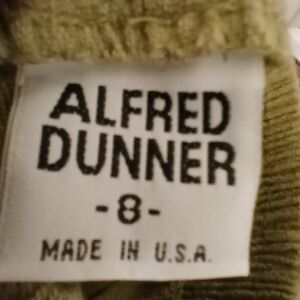 ALFRED
DUNNER
-8-
MADE IN U.S.A.